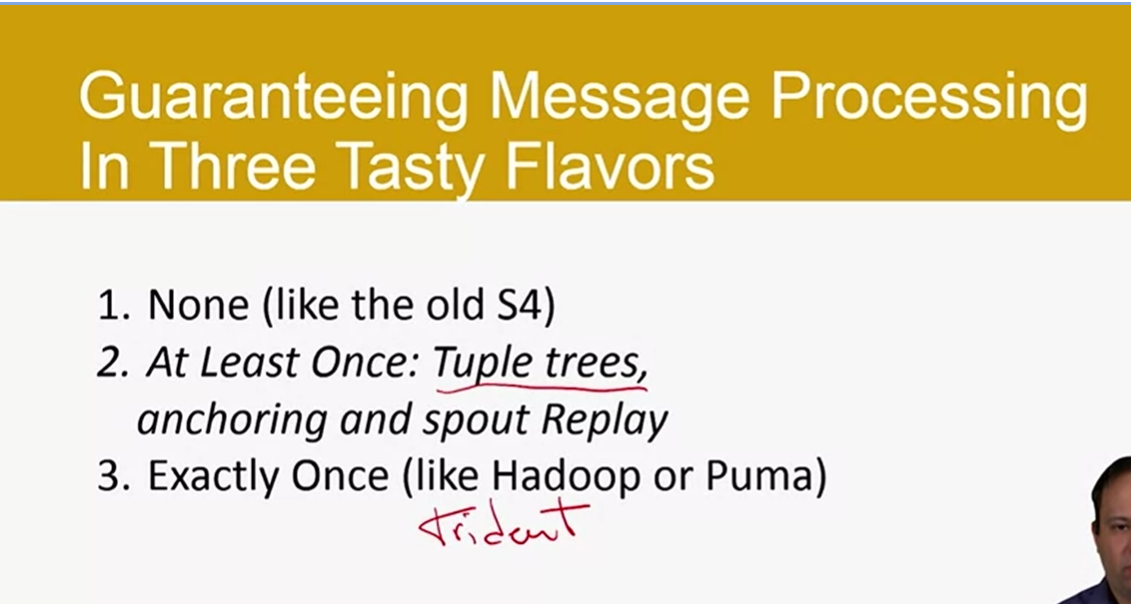 Guaranteeing Message Processing
In Three Tasty Flavors
1. None (like the old S4)
2. At Least Once: Tuple trees,
anchoring and spout Replay
3. Exactly Once (like Hadoop or Puma)
Trident